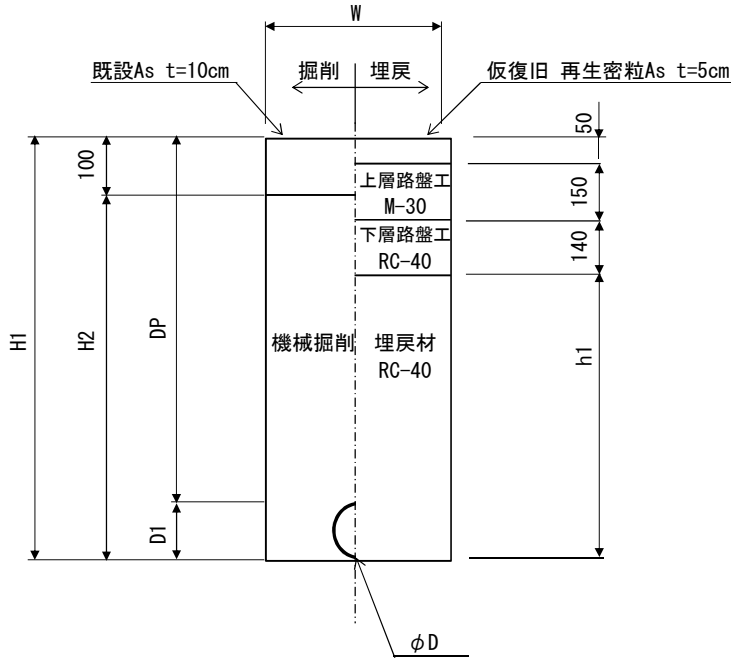 W
掘削 埋戻
既設As t=10cm
仮復旧 再生密粒As t=5cm
50
100
上層路盤工
M-30
150
下層路盤工
RC-40
140
H1
H2
DP
機械掘削
埋戻材
RC-40
h1
D1
φD